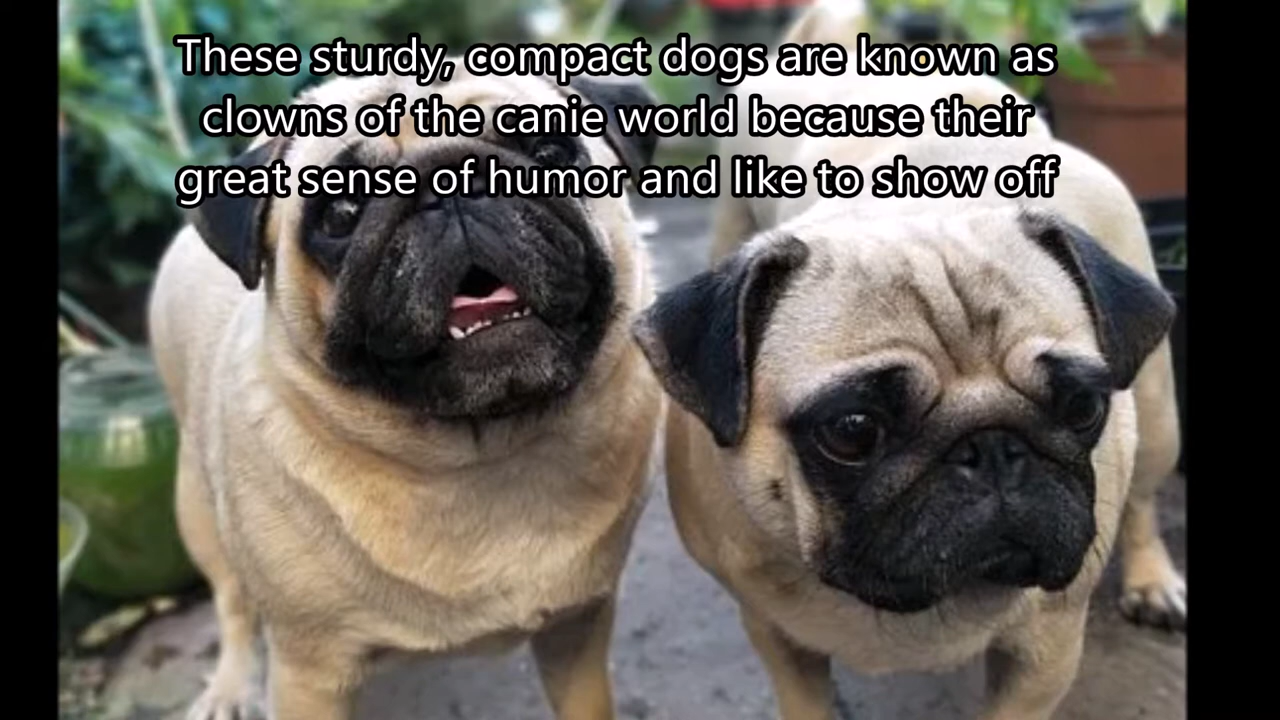 These sturdy, compact dogs are known as
clowns of the canie world because their
great sense of humor and like to show off